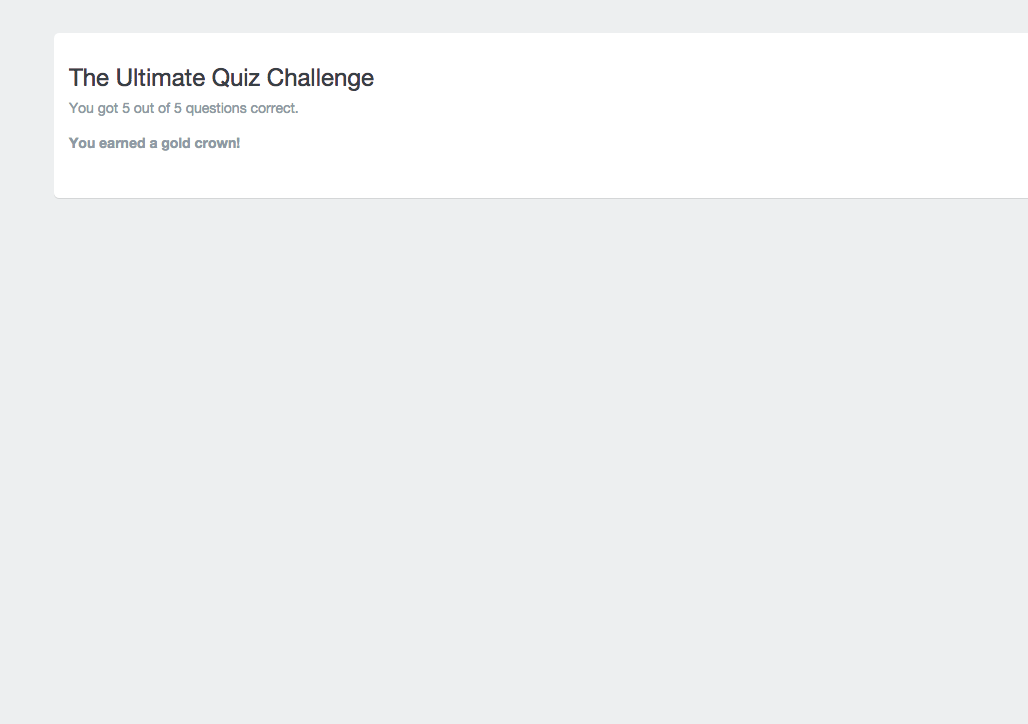 The Ultimate Quiz Challenge
You got 5 out of 5 questions correct.
You earned a gold crown!